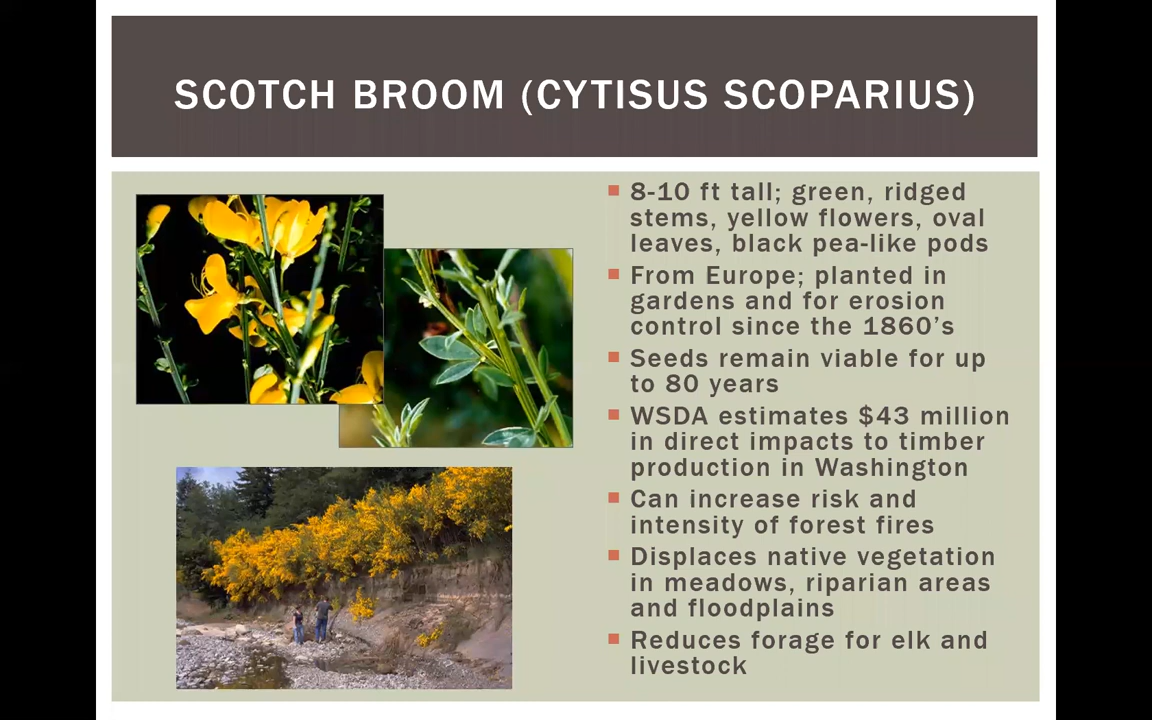 SCOTCH BROOM (CYTISUS SCOPARIUS)
8-10 ft tall; green, ridged
stems, yellow flowers, oval
leaves, black pea-like pods
From Europe; planted in
gardens and for erosion
control since the 1860’s
Seeds remain viable for up
to 80 years
WSDA estimates $43 million
in direct impacts to timber
production in Washington
Can increase risk and
intensity of forest fires
Displaces native vegetation
in meadows, riparian areas
and floodplains
Reduces forage for elk and
livestock